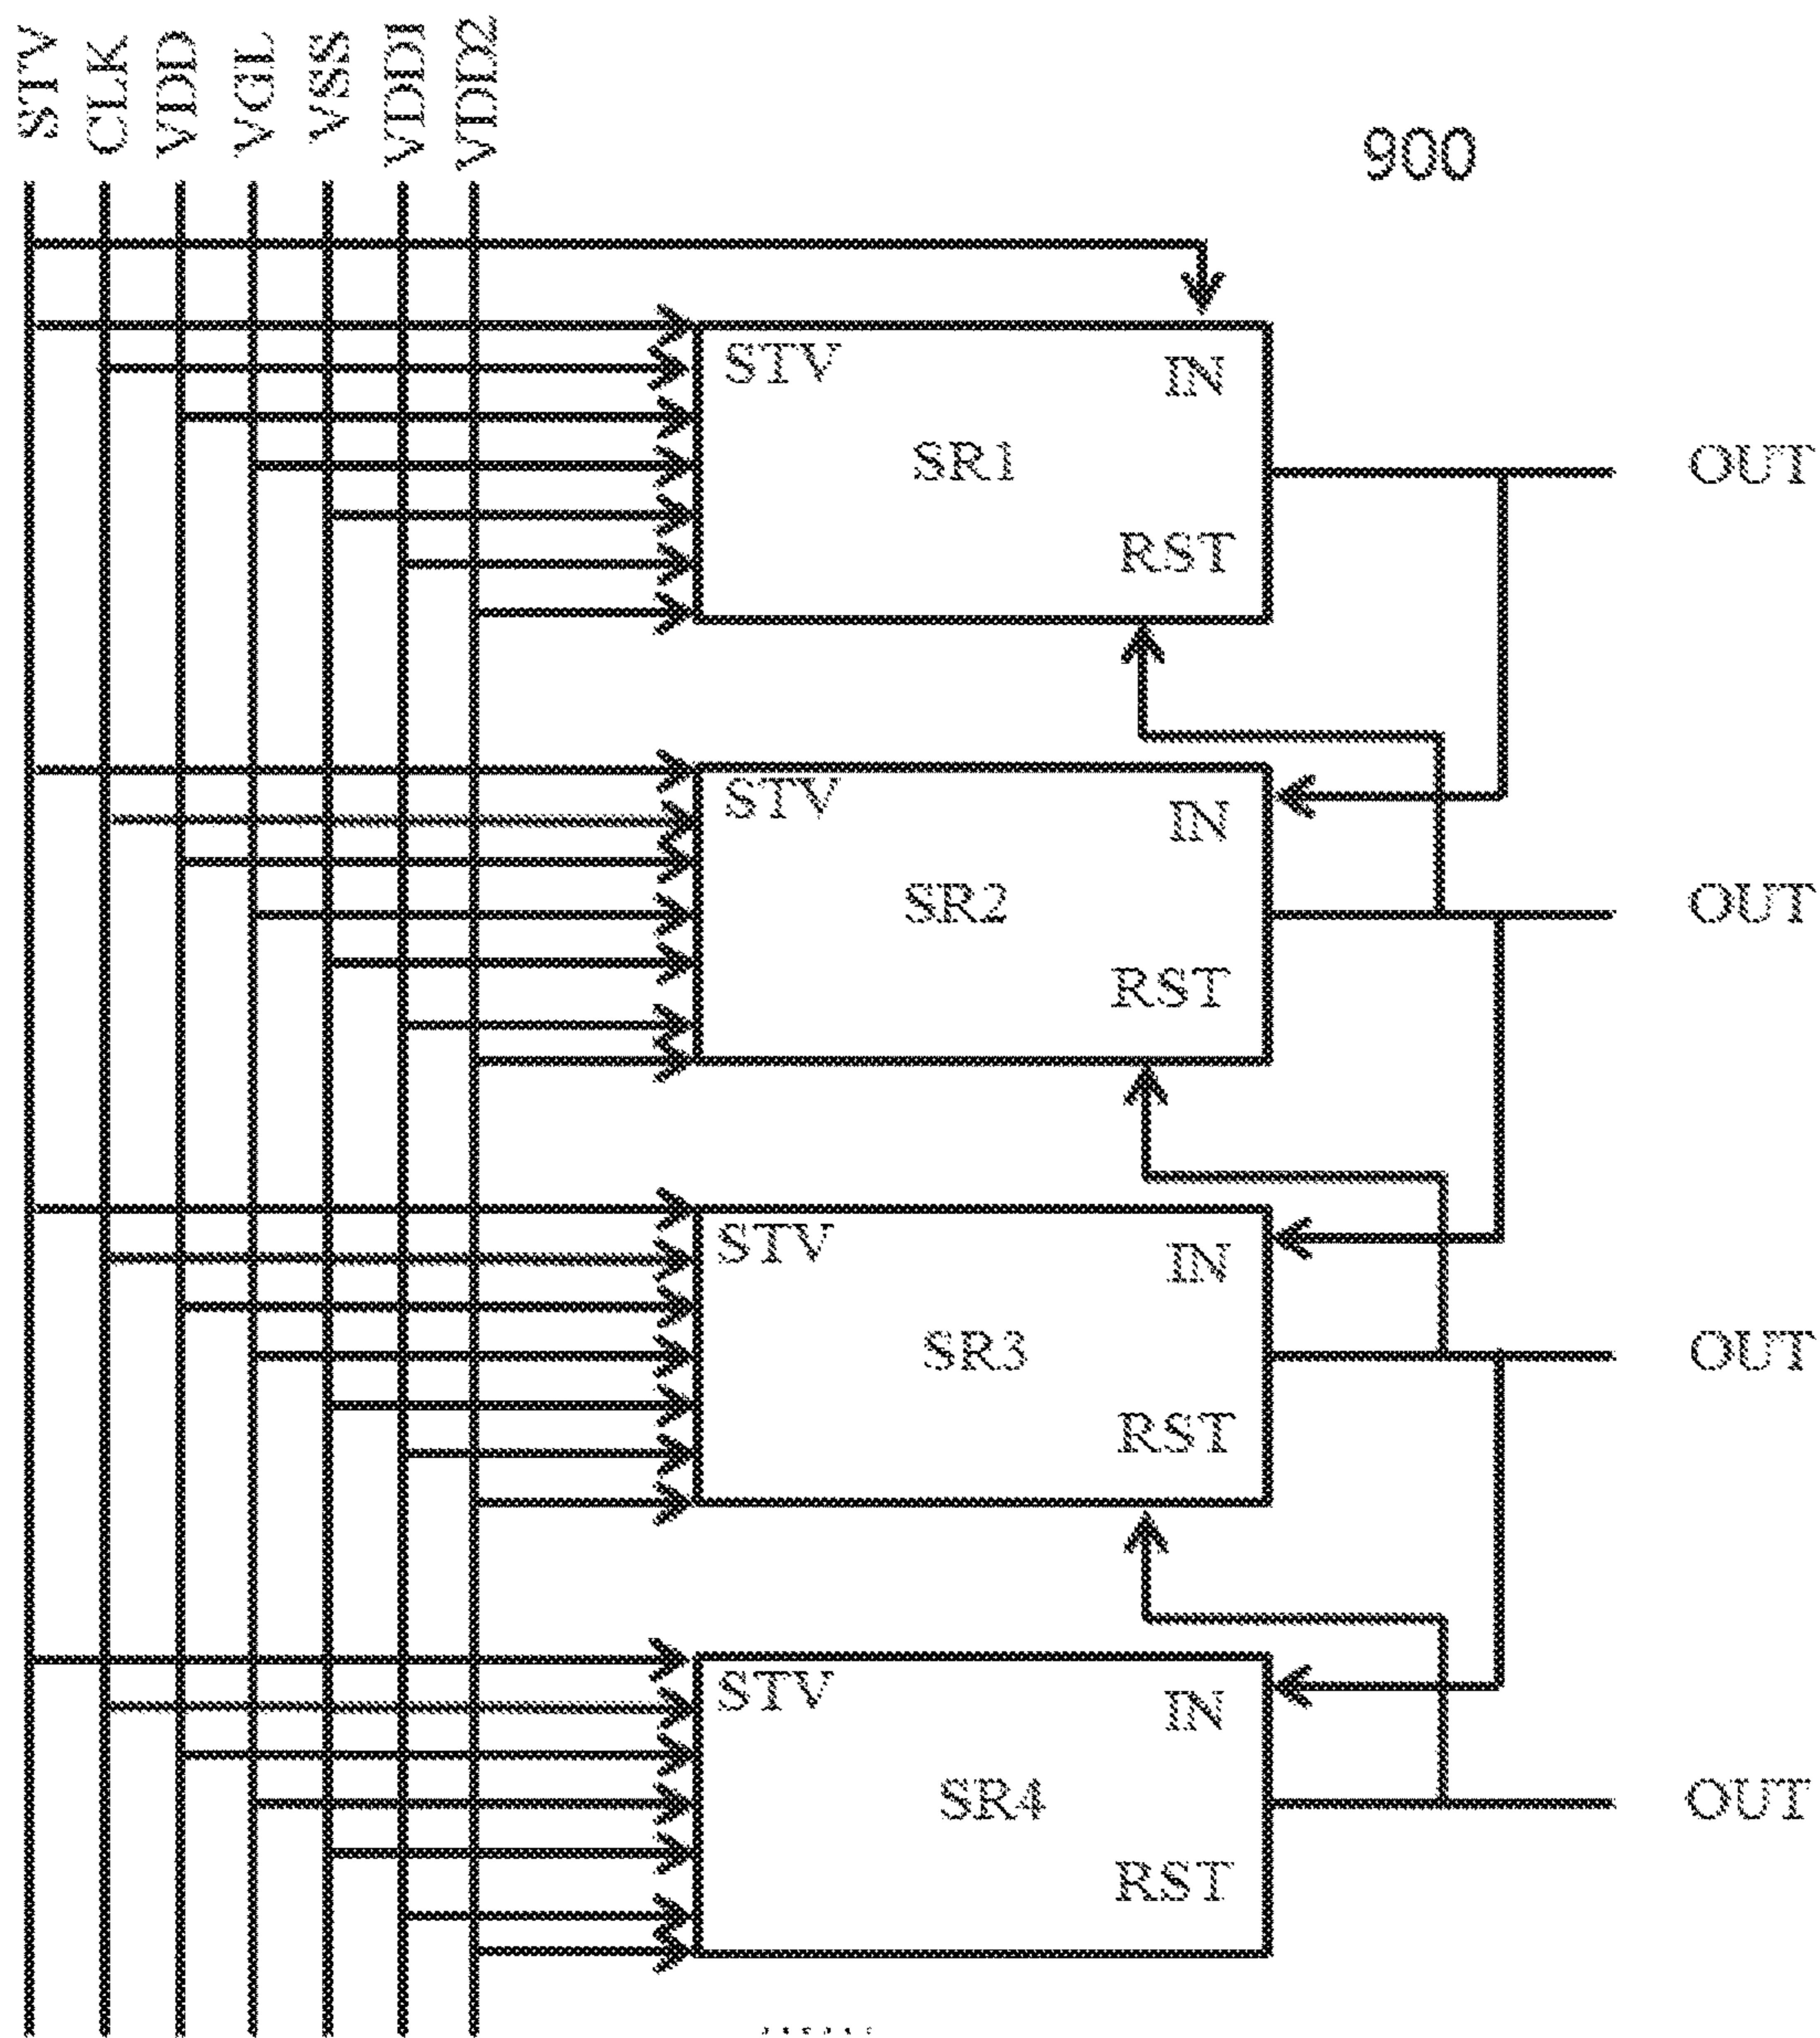 STV
CLK
VDD
VGL
VSS
VDD1
VDD2
900
STV
IN
SR1
OUT
RST
STV
IN
SR2
OUT
RST
STV
IN
SR3
OUT
RST
STV
IN
SR4
OUT
RST
......